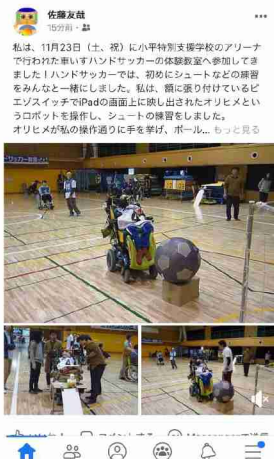 佐藤友哉
15分前
私は、11月23日（土、祝）に小平特別支援学校のアリーナ
で行われた車いすハンドサッカーの体験教室へ参加してき
ました！ハンドサッカーでは、初めにシュートなどの練習
をみんなと一緒にしました。私は、額に張り付けているピ
エゾスイッチでiPadの画面上に映し出されたオリヒメとい
うロボットを操作し、シュートの練習をしました。
オリヒメが私の操作通りに手を挙げ、ボール... もっと見る